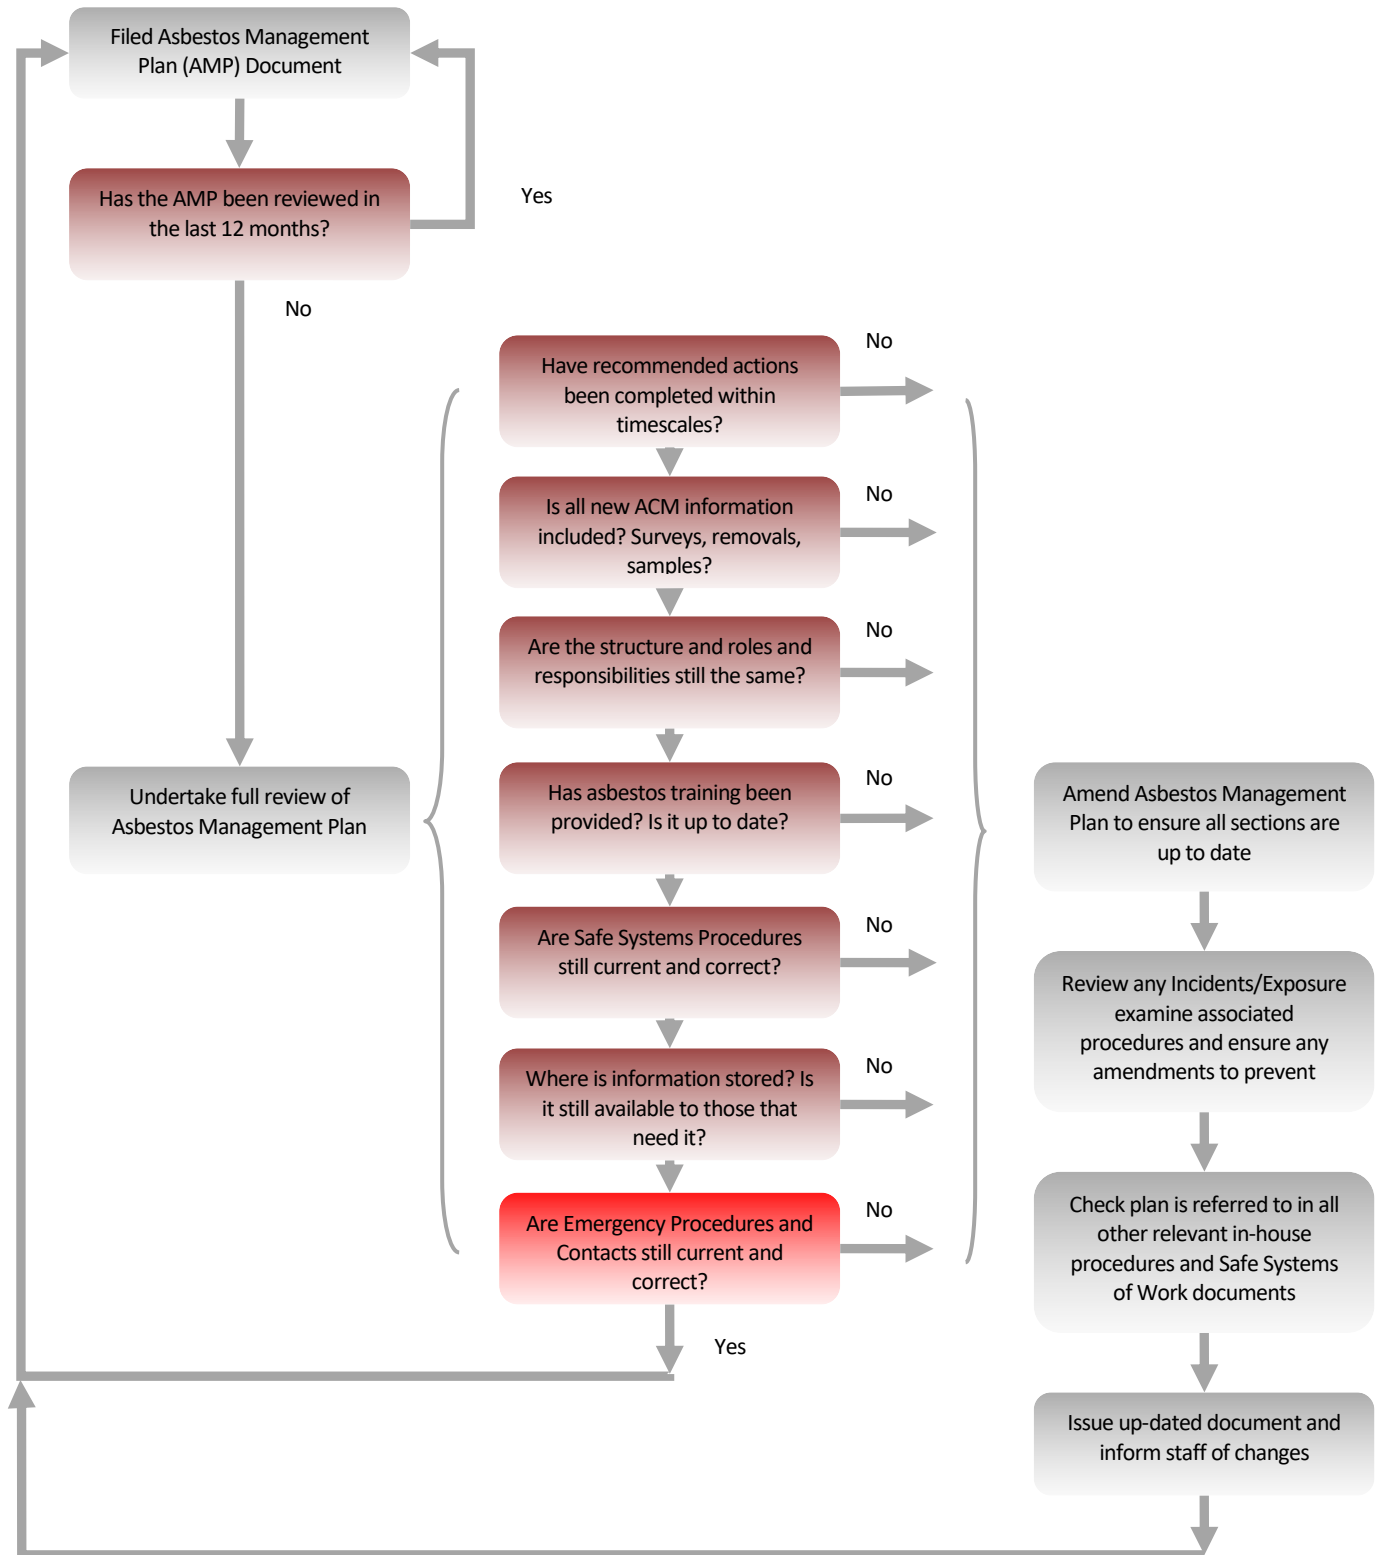 Filed Asbestos Management
Plan (AMP) Document
Has the AMP been reviewed in
the last 12 months?
Yes
No
Have recommended actions
been completed within
timescales?
No
Is all new ACM information
included? Surveys, removals,
samples?
No
Are the structure and roles and
responsibilities still the same?
No
Undertake full review of
Asbestos Management Plan
Has asbestos training been
provided? Is it up to date?
No
Are Safe Systems Procedures
still current and correct?
No
Where is information stored? Is
it still available to those that
need it?
No
Are Emergency Procedures and
Contacts still current and
correct?
No
Yes
Amend Asbestos Management
Plan to ensure all sections are
up to date
Review any Incidents/Exposure
examine associated
procedures and ensure any
amendments to prevent
Check plan is referred to in all
other relevant in-house
procedures and Safe Systems
of Work documents
Issue up-dated document and
inform staff of changes